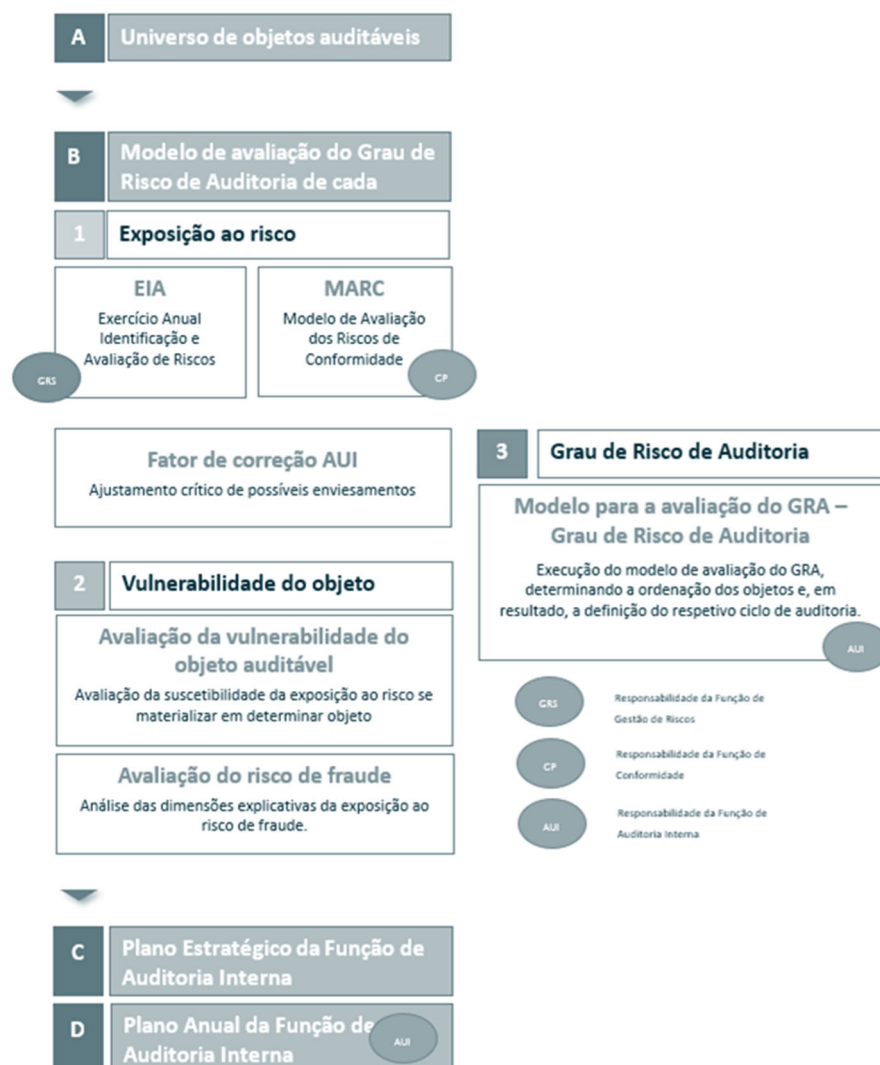 A
Universo de objetos auditáveis
B
Modelo de avaliação do Grau de
Risco de Auditoria de cada
1
Exposição ao risco
EIA
Exercício Anual
Identificação e
Avaliação de Riscos
GRS
MARC
Modelo de Avaliação
dos Riscos de
Conformidade
CP
Fator de correção AUI
Ajustamento crítico de possíveis enviesamentos
2
Vulnerabilidade do objeto
Avaliação da vulnerabilidade do
objeto auditável
Avaliação da suscetibilidade da exposição ao risco se
materializar em determinar objeto
Avaliação do risco de fraude
Análise das dimensões explicativas da exposição ao
risco de fraude.
3
Grau de Risco de Auditoria
Modelo para a avaliação do GRA –
Grau de Risco de Auditoria
Execução do modelo de avaliação do GRA,
determinando a ordenação dos objetos e, em
resultado, a definição do respetivo ciclo de auditoria.
AUI
GRS
Responsabilidade da Função de
Gestão de Riscos
CP
Responsabilidade da Função de
Conformidade
AUI
Responsabilidade da Função de
Auditoria Interna
C
Plano Estratégico da Função de
Auditoria Interna
D
Plano Anual da Função de
Auditoria Interna
AUI